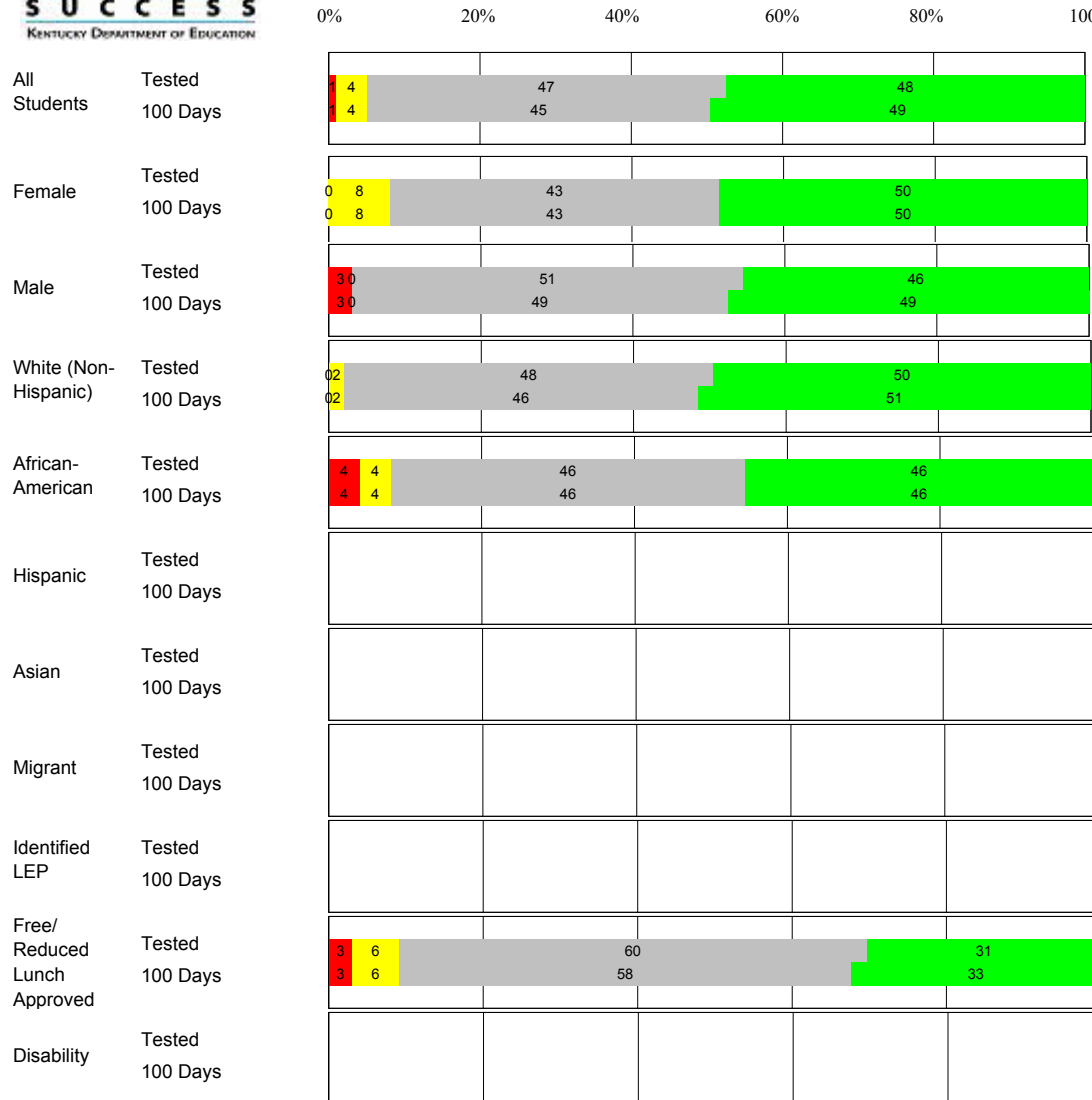 SUCCESS
KENTUCKY DEPARTMENT OF EDUCATION
0% 20% 40% 60% 80% 100
All Students
Tested 1 4 47 48
100 Days 1 4 45 49
Female
Tested 0 8 43 50
100 Days 0 8 43 50
Male
Tested 3 0 51 46
100 Days 3 0 49 49
White (Non-
Hispanic)
Tested 0 2 48 50
100 Days 0 2 46 51
African-
American
Tested 4 4 46 46
100 Days 4 4 46 46
Hispanic
Tested
100 Days
Asian
Tested
100 Days
Migrant
Tested
100 Days
Identified
LEP
Tested
100 Days
Free/
Reduced
Lunch
Approved
Tested 3 6 60 31
100 Days 3 6 58 33
Disability
Tested
100 Days